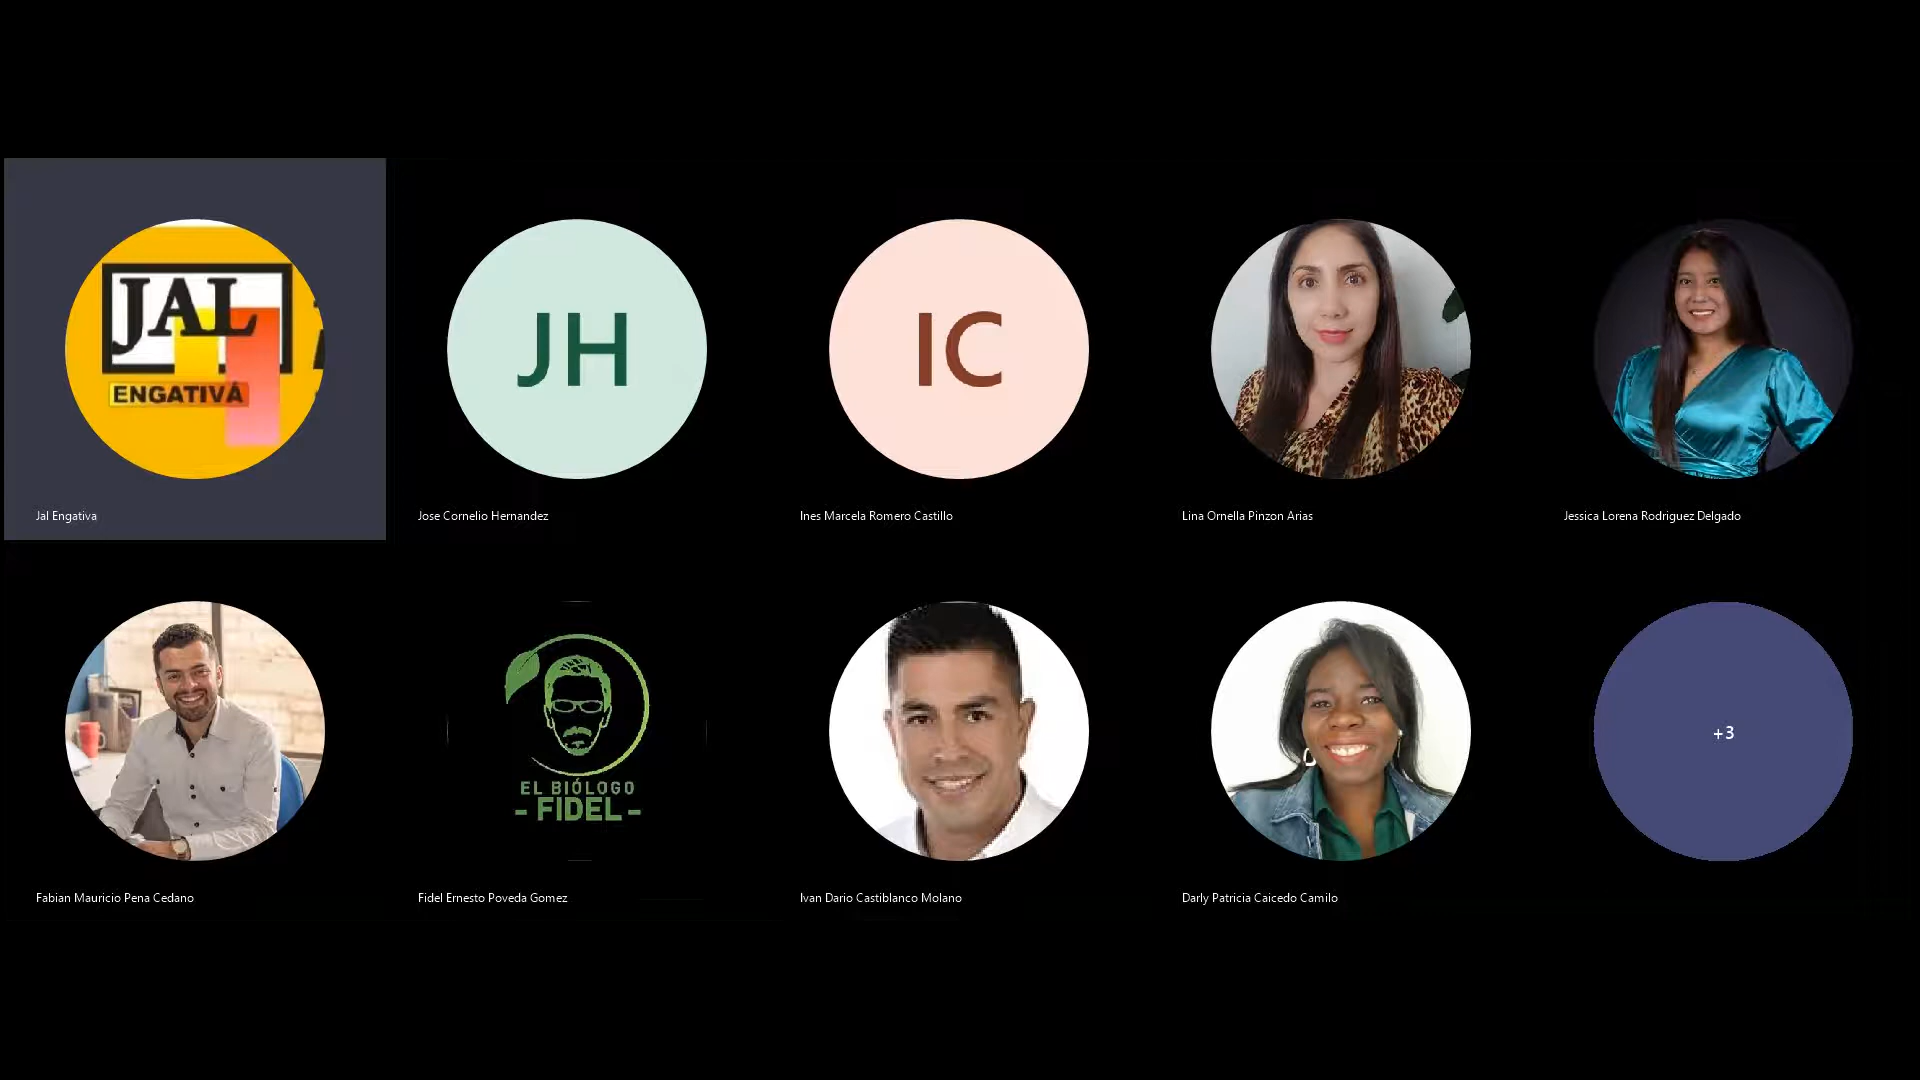 JAL
ENGATIVÁ
JH
IC
Jal Engativa
Jose Cornelio Hernandez
Ines Marcela Romero Castillo
Lina Ornella Pinzon Arias
Jessica Lorena Rodriguez Delgado
EL BIÓLOGO
- FIDEL -
+3
Fabian Mauricio Pena Cedano
Fidel Ernesto Poveda Gomez
Ivan Dario Castiblanco Molano
Darly Patricia Caicedo Camilo